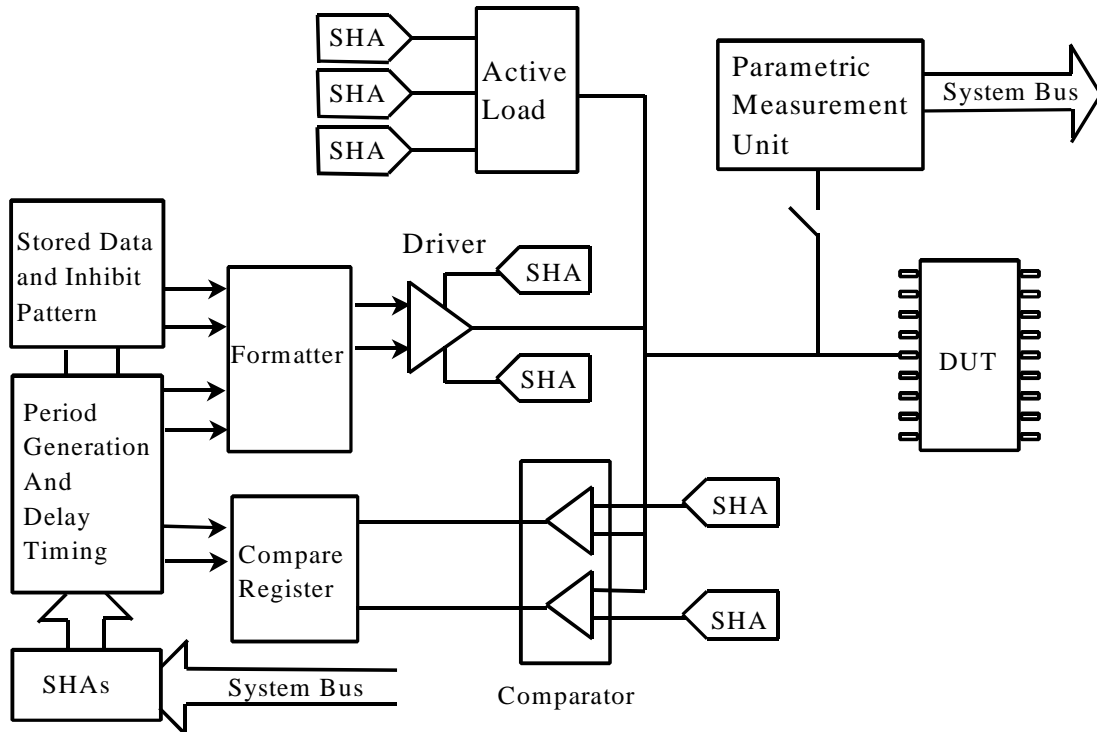 SHA
SHA
SHA
Active
Load
Parametric
Measurement
Unit
System Bus
Stored Data
and Inhibit
Pattern
Formatter
Driver
SHA
SHA
DUT
Period
Generation
And
Delay
Timing
Compare
Register
SHA
SHA
Comparator
SHAs
System Bus